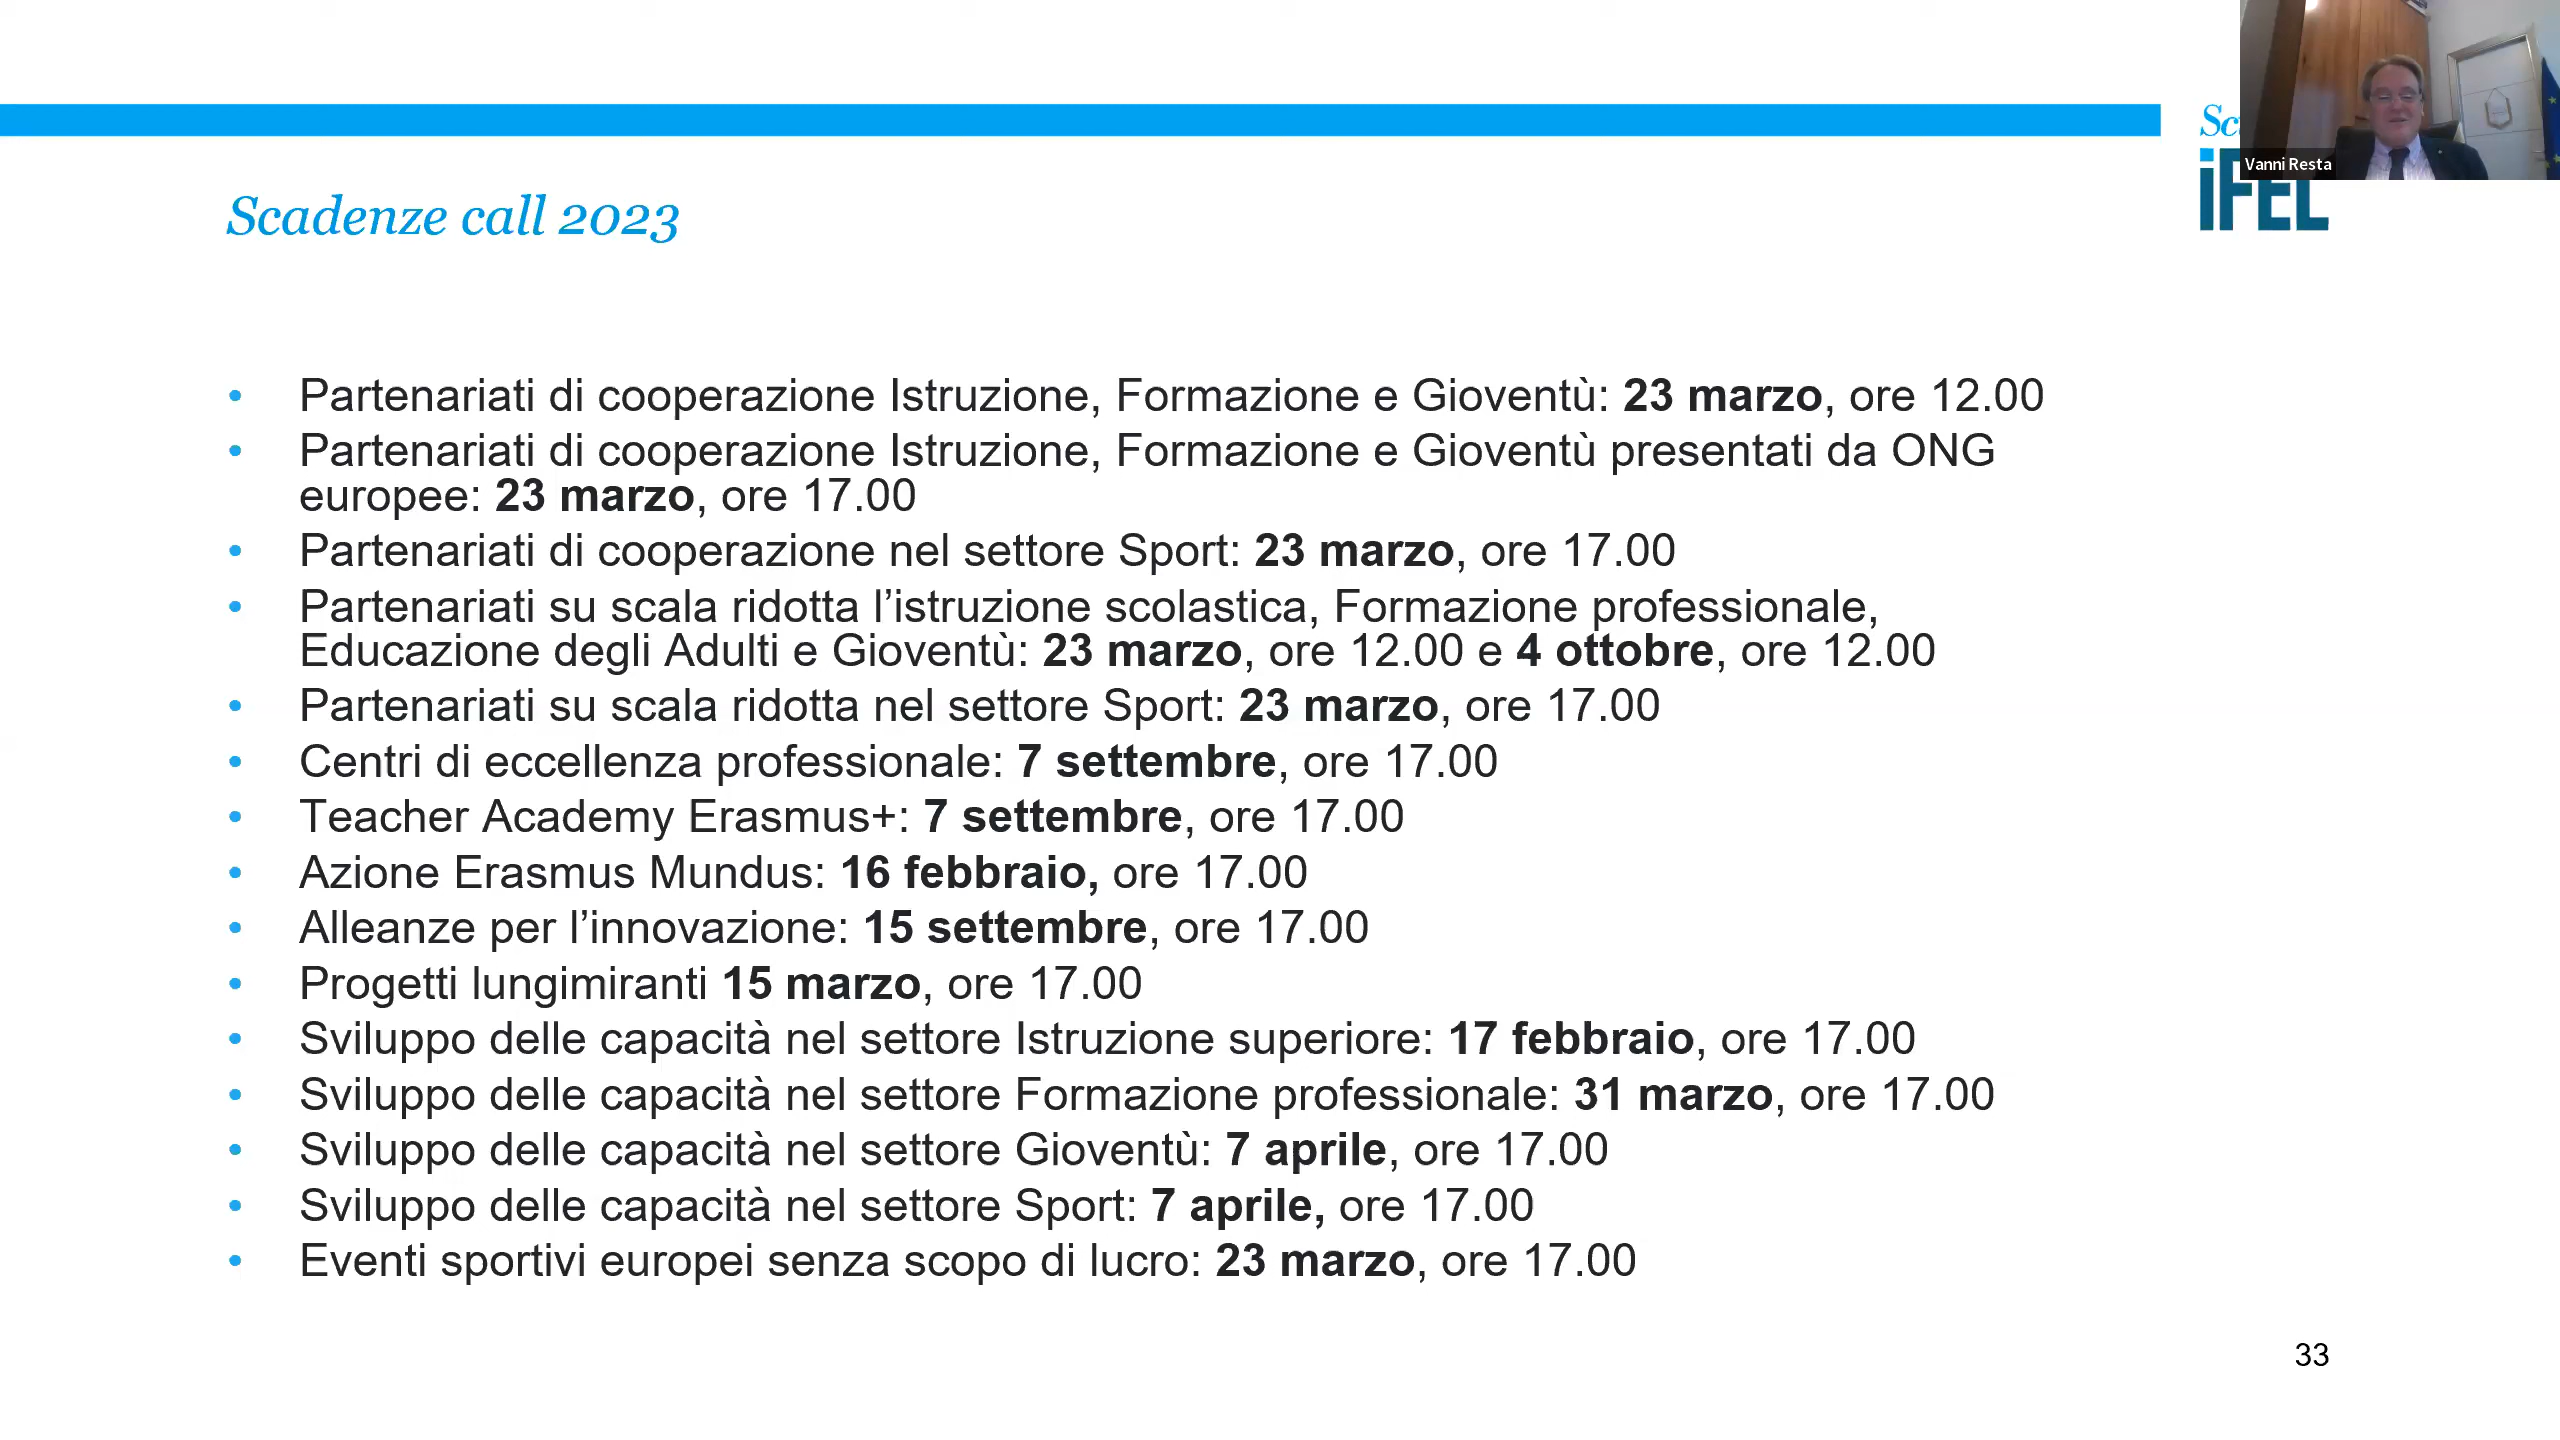 Vanni Resta
iFEL
Scadenze call 2023
• Partenariati di cooperazione Istruzione, Formazione e Gioventù: 23 marzo, ore 12.00
• Partenariati di cooperazione Istruzione, Formazione e Gioventù presentati da ONG
europee: 23 marzo, ore 17.00
• Partenariati di cooperazione nel settore Sport: 23 marzo, ore 17.00
• Partenariati su scala ridotta l’istruzione scolastica, Formazione professionale,
Educazione degli Adulti e Gioventù: 23 marzo, ore 12.00 e 4 ottobre, ore 12.00
• Partenariati su scala ridotta nel settore Sport: 23 marzo, ore 17.00
• Centri di eccellenza professionale: 7 settembre, ore 17.00
• Teacher Academy Erasmus+: 7 settembre, ore 17.00
• Azione Erasmus Mundus: 16 febbraio, ore 17.00
• Alleanze per l’innovazione: 15 settembre, ore 17.00
• Progetti lungimiranti 15 marzo, ore 17.00
• Sviluppo delle capacità nel settore Istruzione superiore: 17 febbraio, ore 17.00
• Sviluppo delle capacità nel settore Formazione professionale: 31 marzo, ore 17.00
• Sviluppo delle capacità nel settore Gioventù: 7 aprile, ore 17.00
• Sviluppo delle capacità nel settore Sport: 7 aprile, ore 17.00
• Eventi sportivi europei senza scopo di lucro: 23 marzo, ore 17.00
33